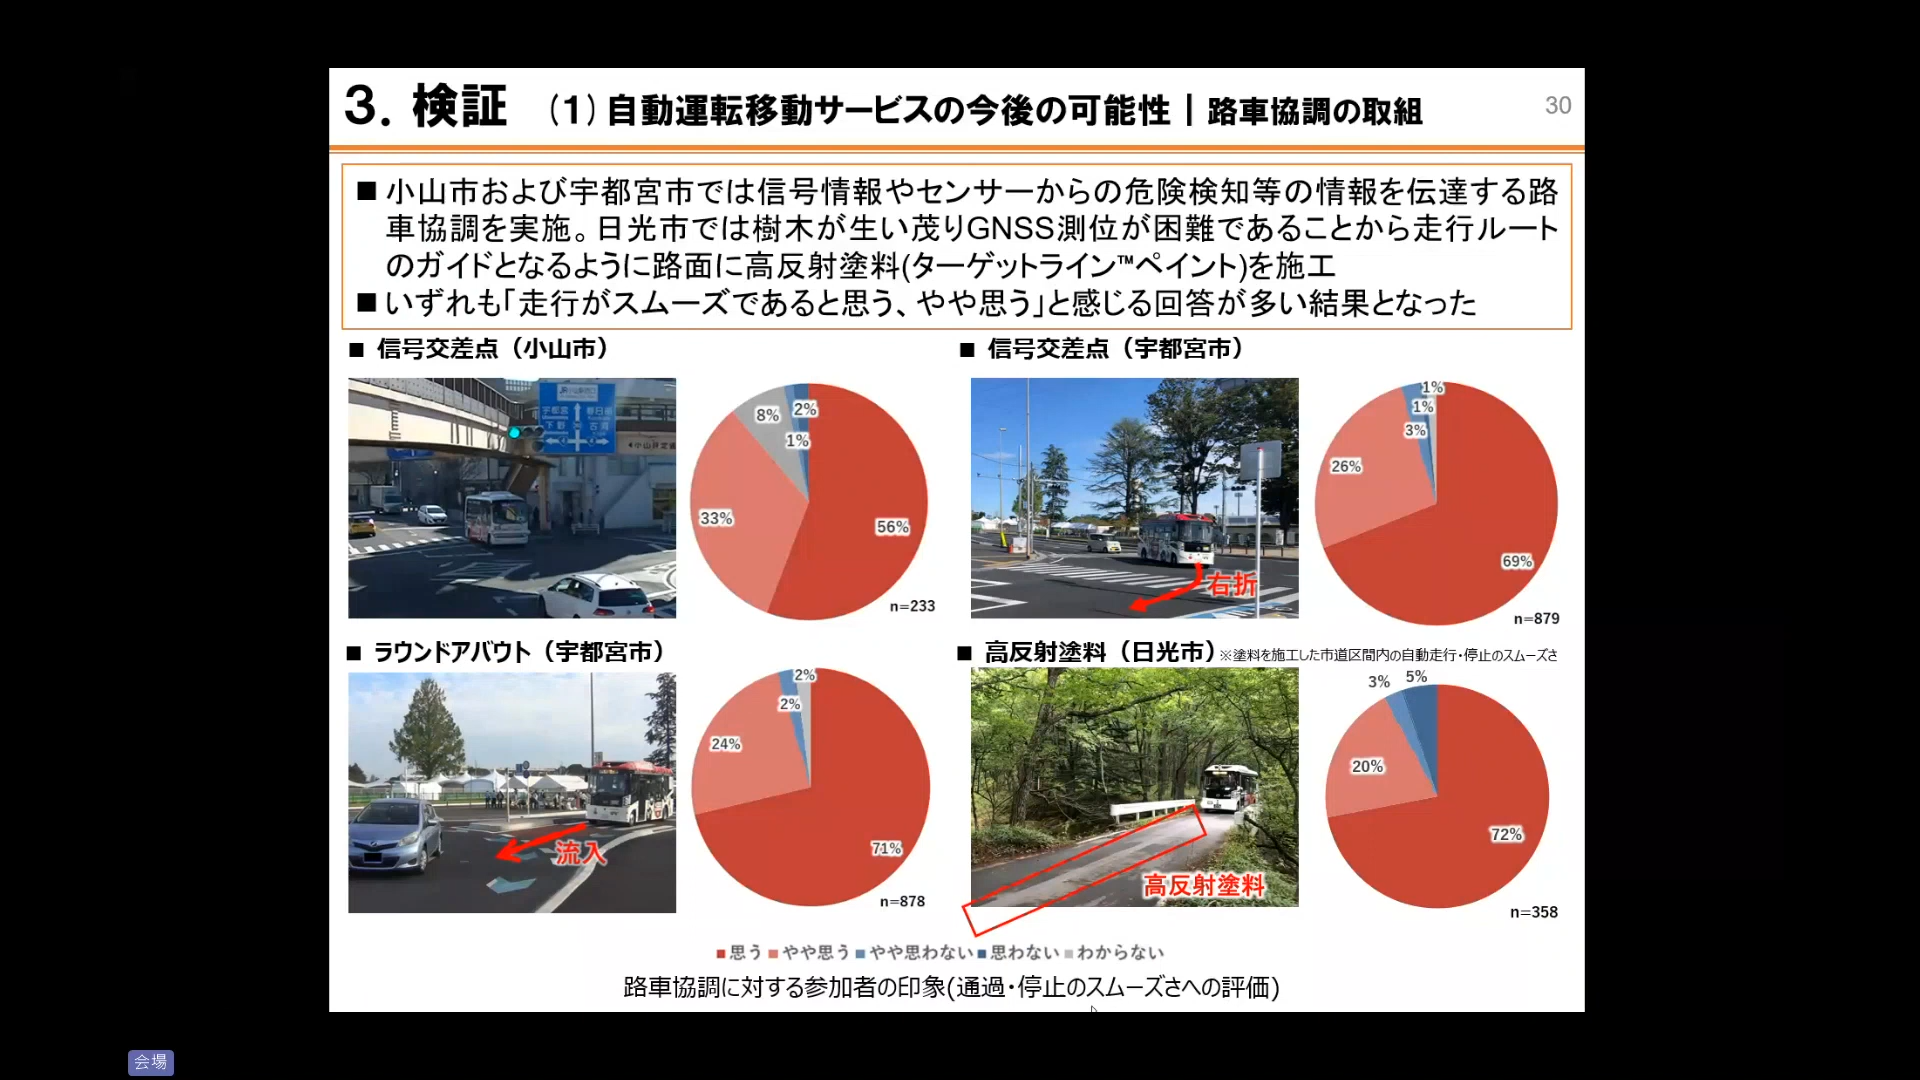 3. 検証 (1)自動運転移動サービスの今後の可能性 | 路車協調の取組
30
■ 小山市および宇都宮市では信号情報やセンサーからの危険検知等の情報を伝達する路
車協調を実施。日光市では樹木が生い茂りGNSS測位が困難であることから走行ルート
のガイドとなるように路面に高反射塗料(ターゲットライン™ペイント)を施工
■ いずれも「走行がスムーズであると思う、やや思う」と感じる回答が多い結果となった
■ 信号交差点（小山市）
宇都宮
下野
56%
33%
8%
1%
2%
n=233
■ 信号交差点（宇都宮市）
右折
69%
26%
3%
1%
1%
n=879
■ ラウンドアバウト（宇都宮市）
流入
71%
24%
2%
2%
n=878
■ 高反射塗料（日光市）※塗料を施工した市道区間内の自動走行・停止のスムーズさ
高反射塗料
72%
20%
3%
5%
n=358
■思う ■やや思う ■やや思わない ■思わない ■わからない
路車協調に対する参加者の印象(通過・停止のスムーズさへの評価)
会場